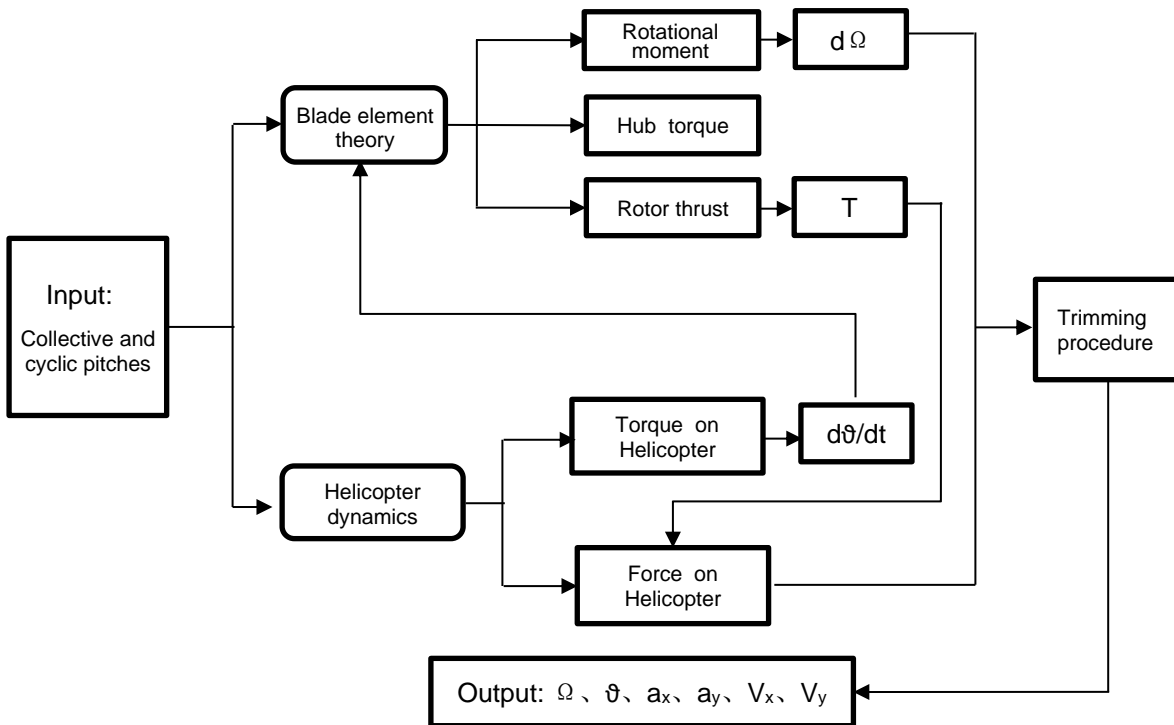 Rotational
moment
d Ω
Blade element
theory
Hub torque
Rotor thrust
T
Input:
Collective and
cyclic pitches
Trimming
procedure
Torque on
Helicopter
dϑ/dt
Helicopter
dynamics
Force on
Helicopter
Output: Ω、ϑ、ax、ay、Vx、Vy